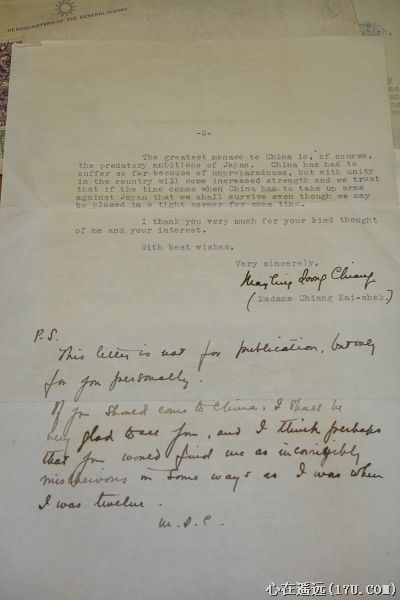 HEADQUARTERS OF THE GENERALISSIMO
which,
-2-
The greatest menace to China is, of course,
the predatory ambitions of Japan. China has had to
suffer so far because of unpreparedness, but with unity
in the country will come increased strength and we trust
that if the time comes when China has to take up arms
against Japan that we shall survive even though we may
be placed in a tight corner for some time.
I thank you very much for your kind thought
of me and your interest.
With best wishes,
Very sincerely,
Mayling Soong Chiang
(Madame Chiang Kai-shek.)
P.S.
This letter is not for publication, but only
for you personally.
If you should come to China, I shall be
very glad to see you, and I think perhaps
that you would find me as incorrigibly
mischievous in some ways as I was when
I was twelve.
M.S.C.
心在遥远(17U.com)